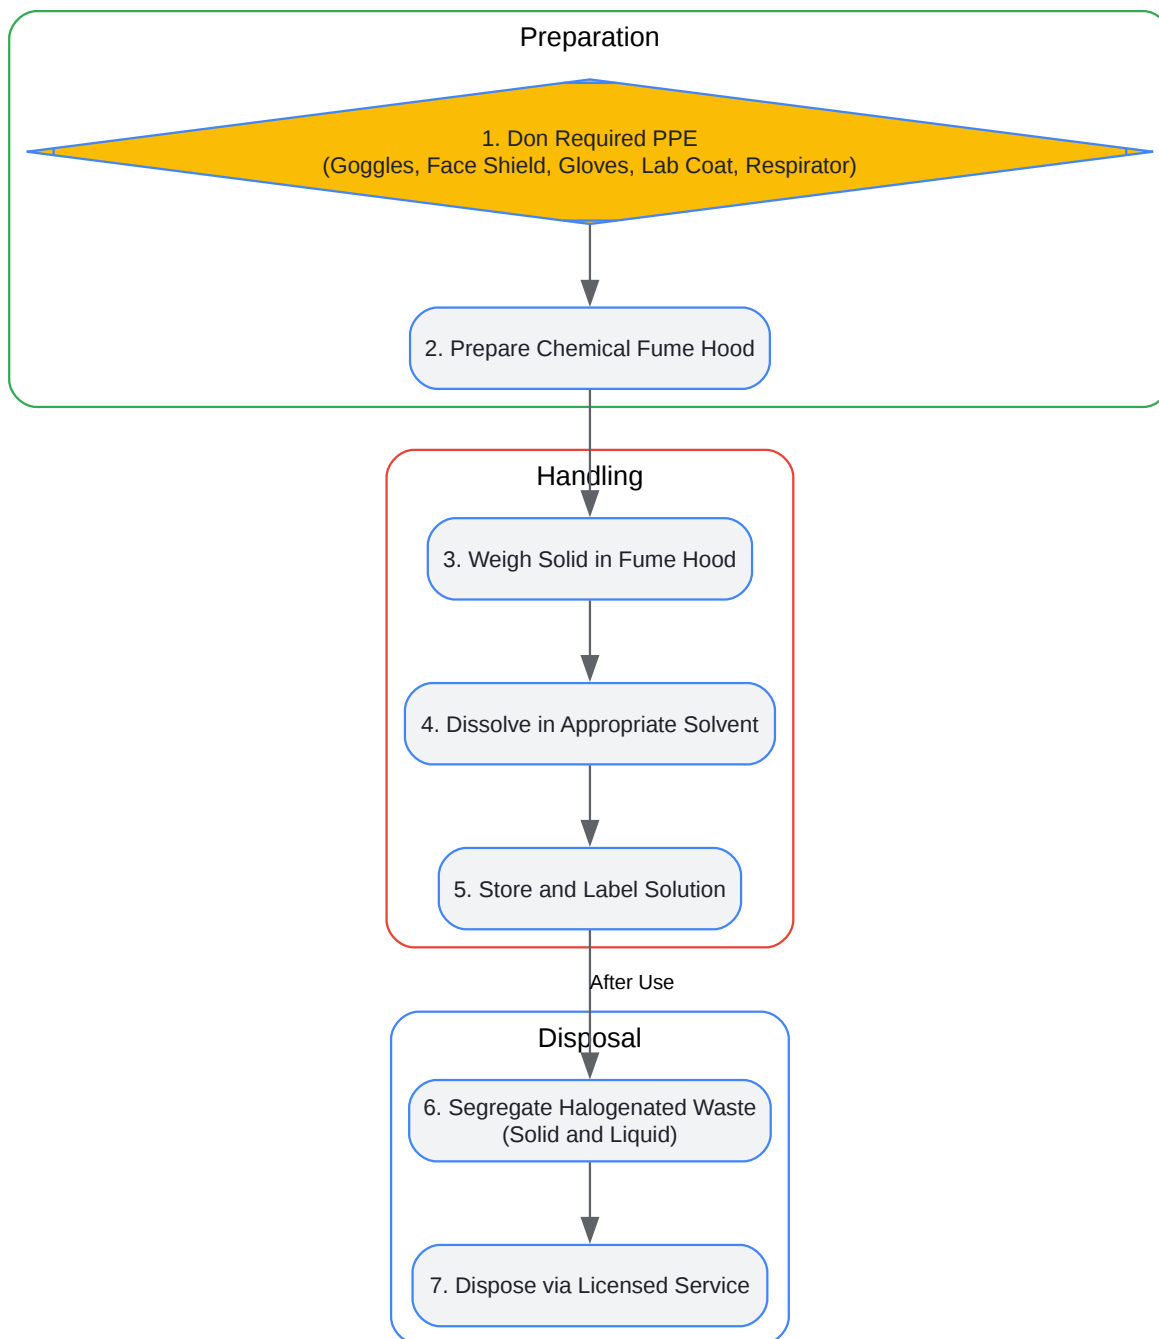 Preparation
1. Don Required PPE
(Goggles, Face Shield, Gloves, Lab Coat, Respirator)
2. Prepare Chemical Fume Hood
Handling
3. Weigh Solid in Fume Hood
4. Dissolve in Appropriate Solvent
5. Store and Label Solution
After Use
Disposal
6. Segregate Halogenated Waste
(Solid and Liquid)
7. Dispose via Licensed Service